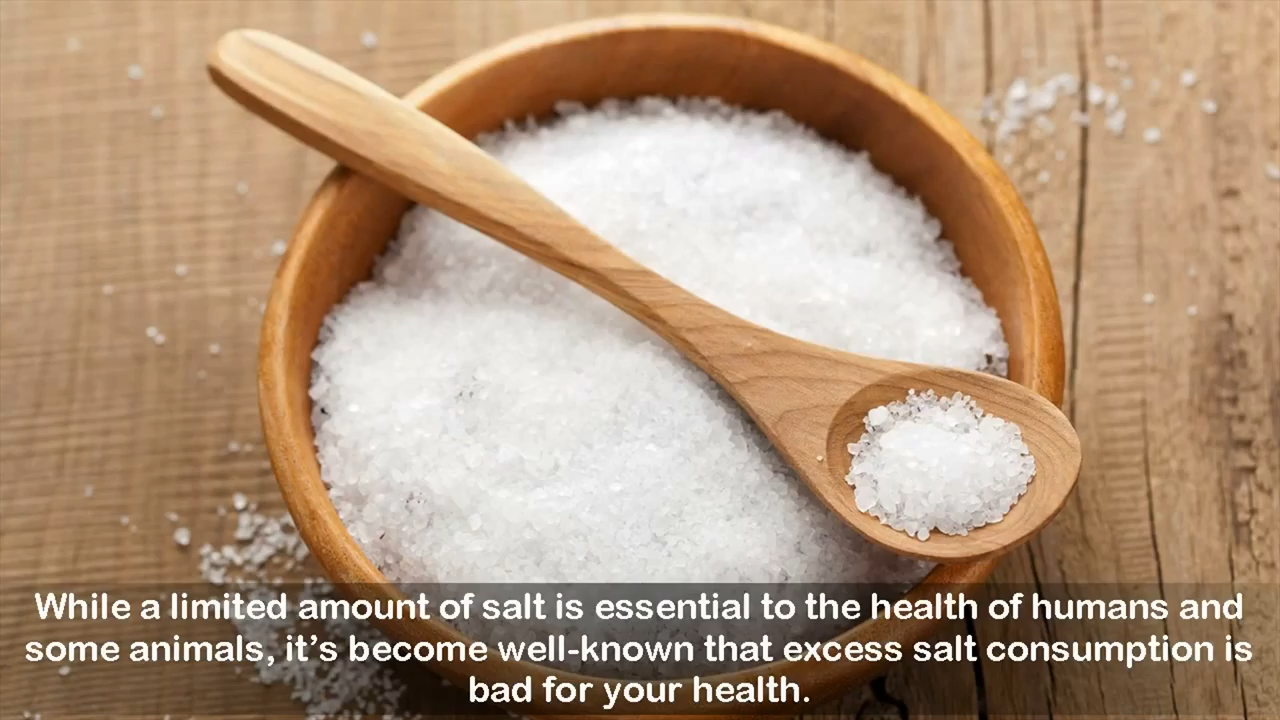 While a limited amount of salt is essential to the health of humans and
some animals, it’s become well-known that excess salt consumption is
bad for your health.